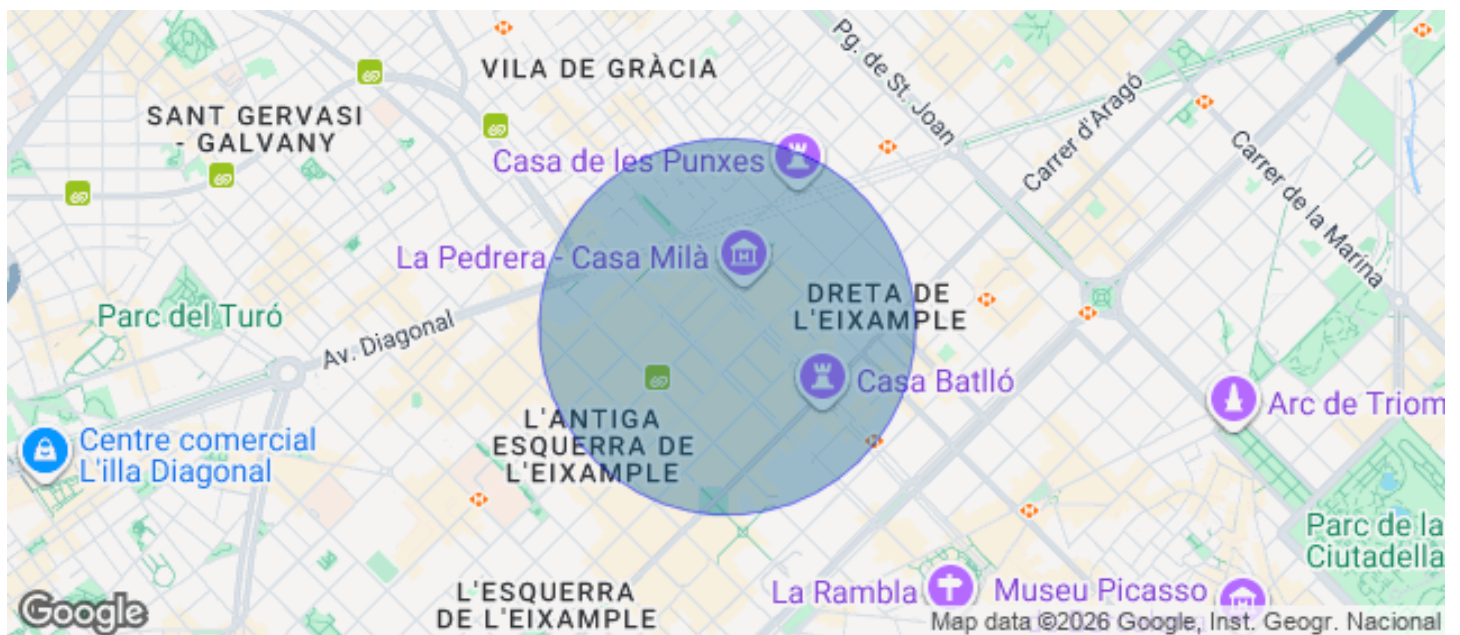 VILA DE GRÀCIA
Pg. de St. Joan
SANT GERVASI
- GALVANY
Carrer d'Aragó
Casa de les Punxes
Carrer de la Marina
La Pedrera - Casa Milà
DRETA DE
L'EIXAMPLE
Parc del Turó
Av. Diagonal
Casa Batlló
Arc de Triom
L'ANTIGA
ESQUERRA DE
L'EIXAMPLE
Centre comercial
L'illa Diagonal
Parc de la
Ciutadella
L'ESQUERRA
DE L'EIXAMPLE
La Rambla
Museu Picasso
Google
Map data ©2026 Google, Inst. Geogr. Nacional